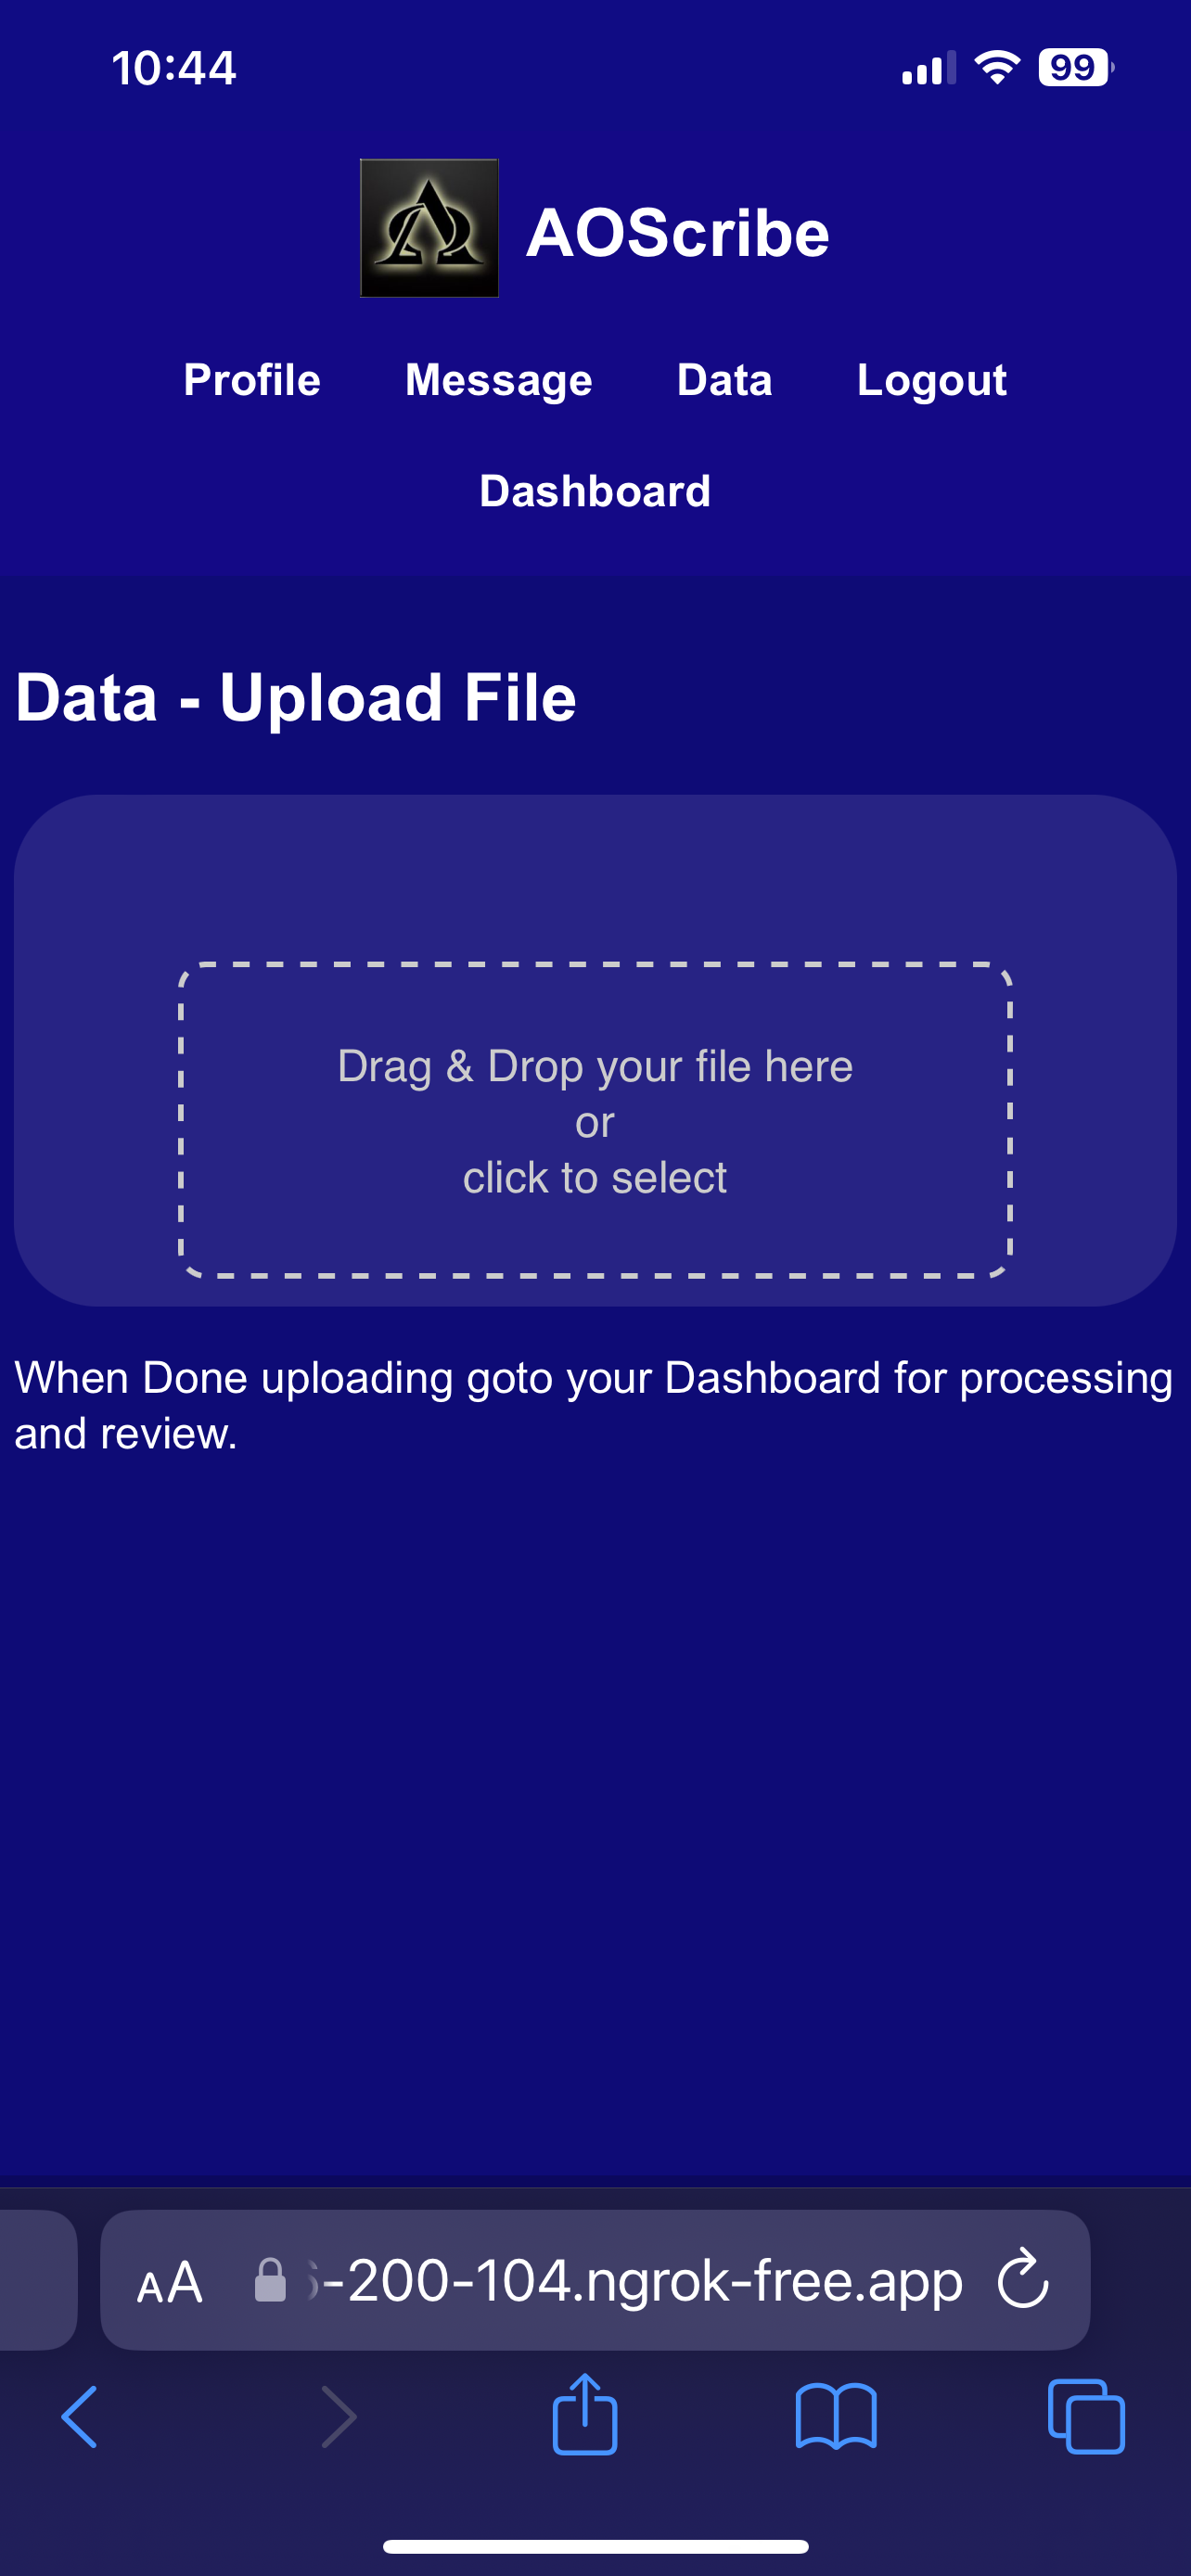 10:44
99
AOScribe
Profile Message Data Logout
Dashboard
Data - Upload File
Drag & Drop your file here
or
click to select
When Done uploading goto your Dashboard for processing
and review.
AA -200-104.ngrok-free.app